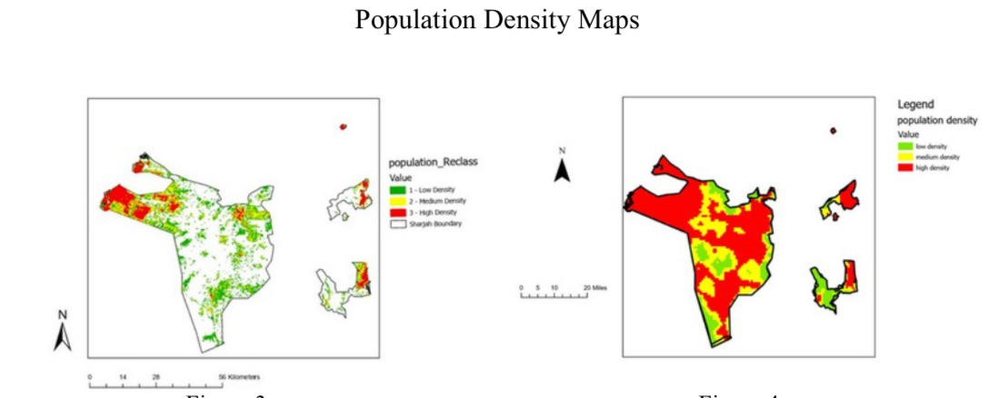 Population Density Maps
population_Reclass
Value
1 - Low Density
2 - Medium Density
3 - High Density
Sharjah Boundary
N
0 14 28 56 Kilometers
Legend
population density
Value
low density
medium density
high density
N
0 5 10 20 Miles